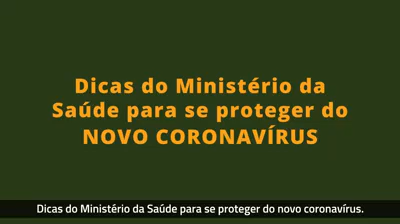 Dicas do Ministério da
Saúde para se proteger do
NOVO CORONAVÍRUS
Dicas do Ministério da Saúde para se proteger do novo coronavírus.